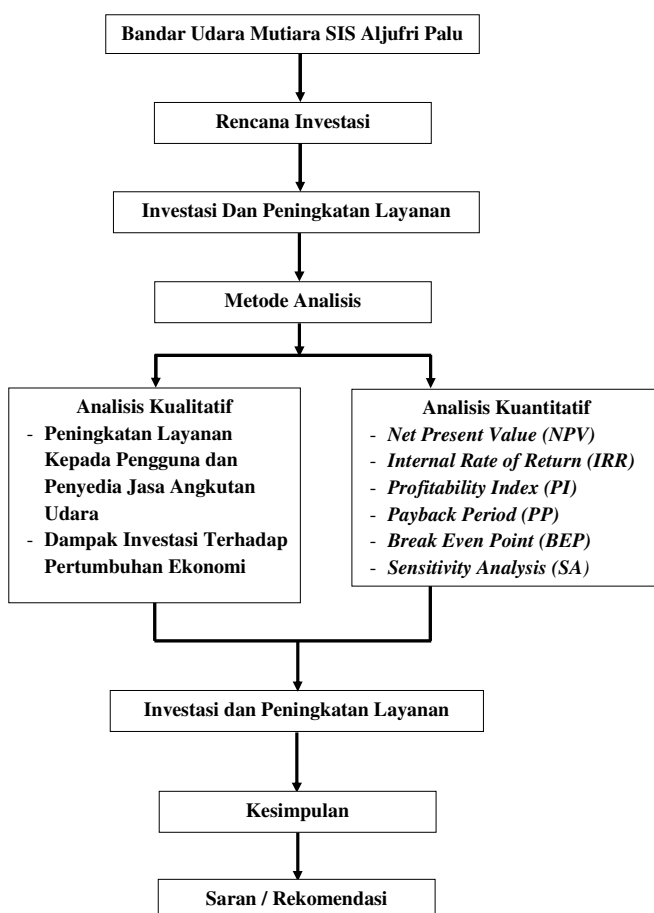 Bandar Udara Mutiara SIS Aljufri Palu
Rencana Investasi
Investasi Dan Peningkatan Layanan
Metode Analisis
Analisis Kualitatif
- Peningkatan Layanan
Kepada Pengguna dan
Penyedia Jasa Angkutan
Udara
- Dampak Investasi Terhadap
Pertumbuhan Ekonomi
Analisis Kuantitatif
- Net Present Value (NPV)
- Internal Rate of Return (IRR)
- Profitability Index (PI)
- Payback Period (PP)
- Break Even Point (BEP)
- Sensitivity Analysis (SA)
Investasi dan Peningkatan Layanan
Kesimpulan
Saran / Rekomendasi